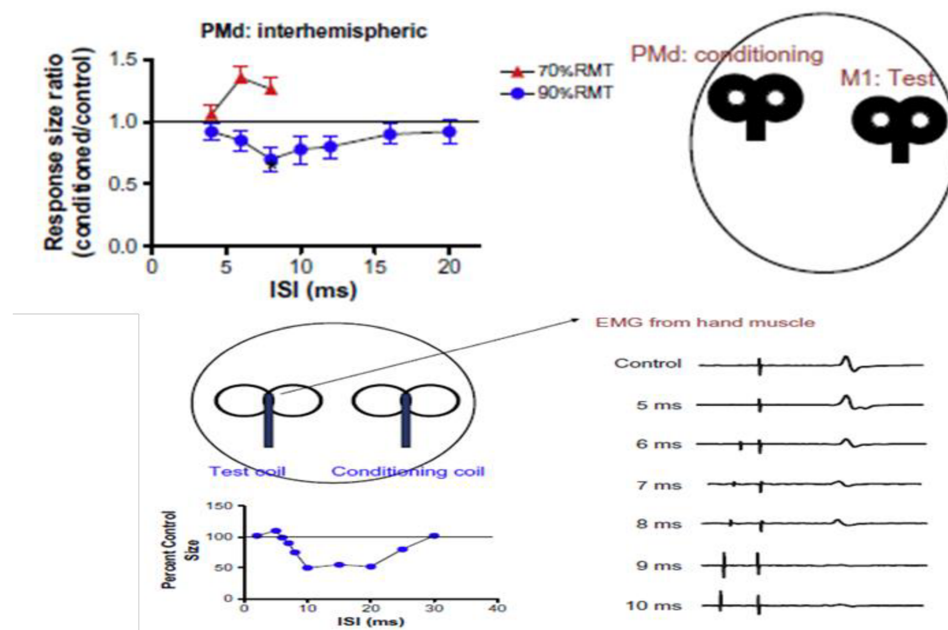 PMd: interhemispheric
Response size ratio
(conditioned/control)
1.5
1.0
0.5
0.0
0 5 10 15 20
ISI (ms)
70%RMT
90%RMT
PMd: conditioning
M1: Test
Test coil
Conditioning coil
EMG from hand muscle
Control
5 ms
6 ms
7 ms
8 ms
9 ms
10 ms
Percent Control
Size
150
100
50
0
0 10 20 30 40
ISI (ms)